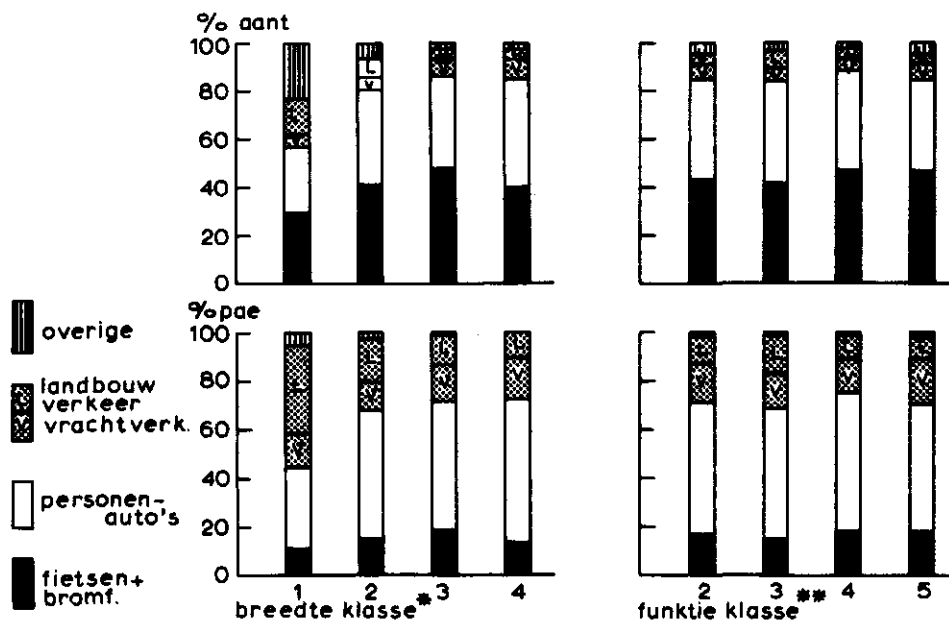 % aant
100
80
60
40
20
0
L
V
L
V
L
V
L
V
L
V
L
V
L
V
L
V
% pae
100
80
60
40
20
0
L
V
L
V
L
V
L
V
L
V
L
V
L
V
L
V
1 2 3 4
breedte klasse*
2 3 4 5
funktie klasse**
overige
L landbouw
verkeer
V vrachtverk.
personen-
auto's
fietsen+
bromf.